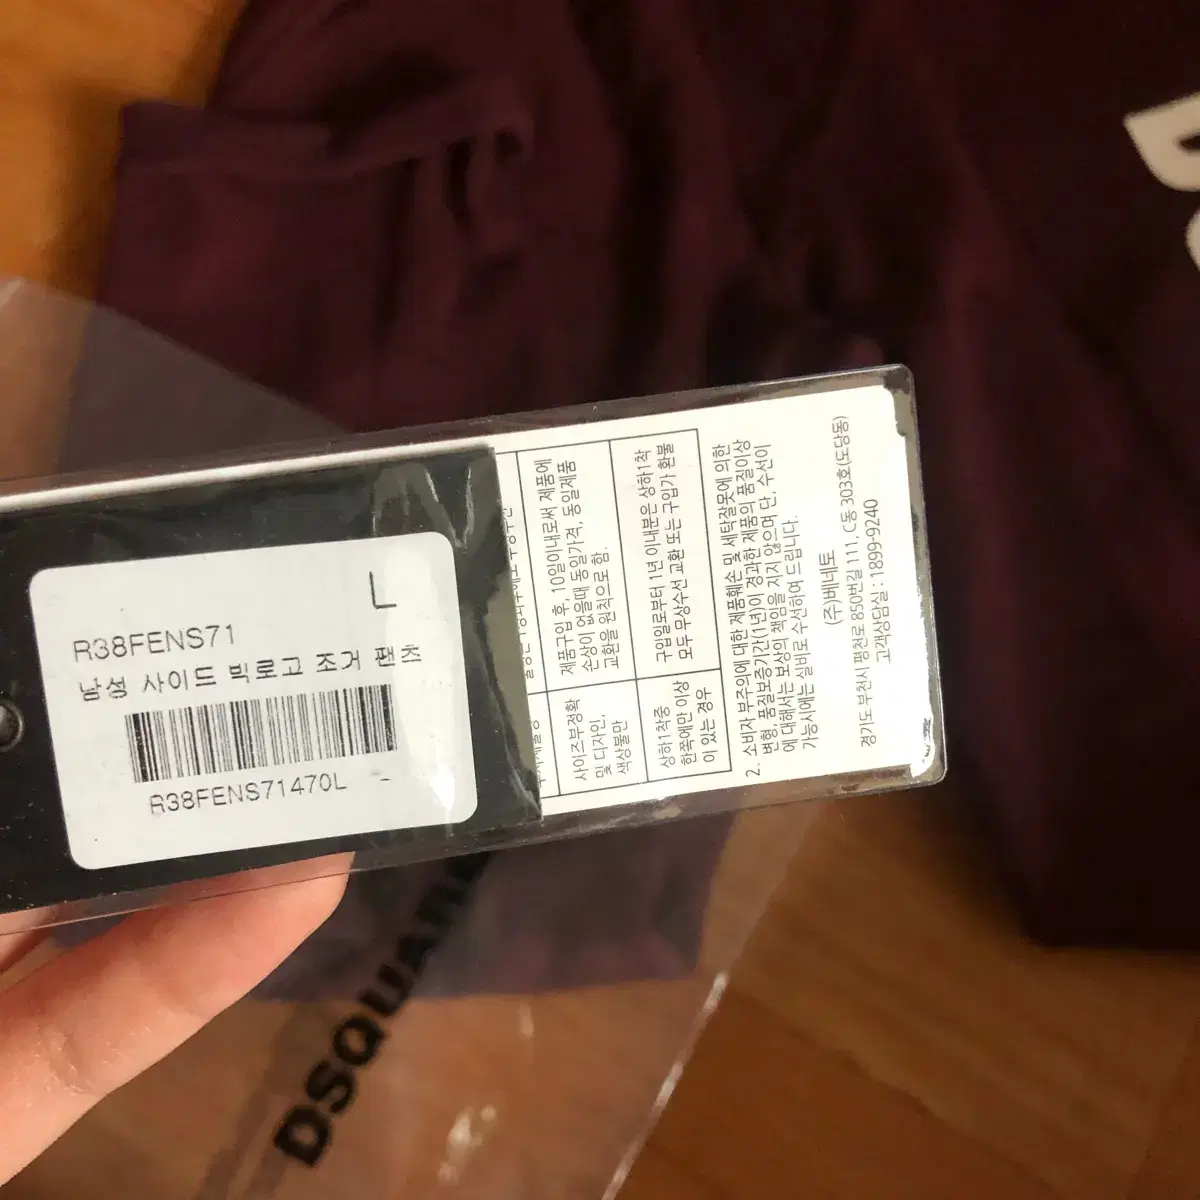 L
R38FENS71
남성 사이드 빅로고 조거 팬츠
R38FENS71470L -
사이즈부정확
및 디자인,
색상불만
제품구입 후, 10일이내로써 제품에
손상이 없을때 동일가격, 동일제품
교환을 원칙으로 함.
상하1착중
한쪽에만 이상
이 있는 경우
구입일로부터 1년 이내분은 상하1착
모두 무상수선 교환 또는 구입가 환불
2. 소비자 부주의에 대한 제품훼손 및 세탁잘못에 의한
변형, 품질보증기간(1년)이 경과한 제품의 품질이상
에 대해서는 보상의 책임을 지지 않으며 단, 수선이
가능시에는 실비로 수선하여 드립니다.
(주)베네토
경기도 부천시 평천로 850번길 111, C동 303호(도당동)
고객상담실 : 1899-9240
DSQUAR